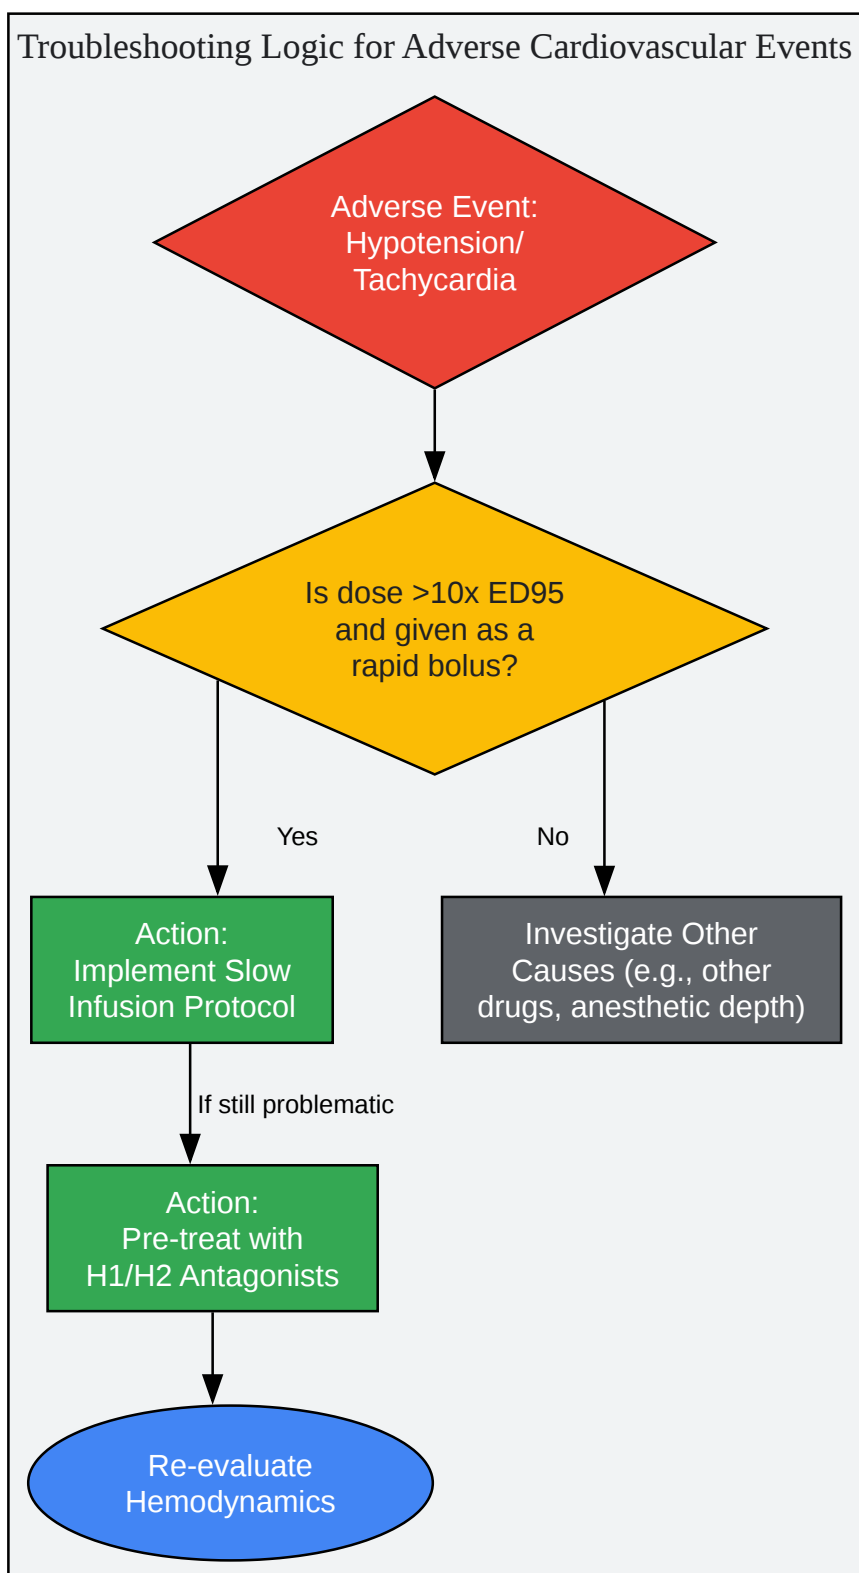 Troubleshooting Logic for Adverse Cardiovascular Events
Adverse Event:
Hypotension/
Tachycardia
Is dose >10x ED95
and given as a
rapid bolus?
Yes
No
Action:
Implement Slow
Infusion Protocol
Investigate Other
Causes (e.g., other
drugs, anesthetic depth)
If still problematic
Action:
Pre-treat with
H1/H2 Antagonists
Re-evaluate
Hemodynamics